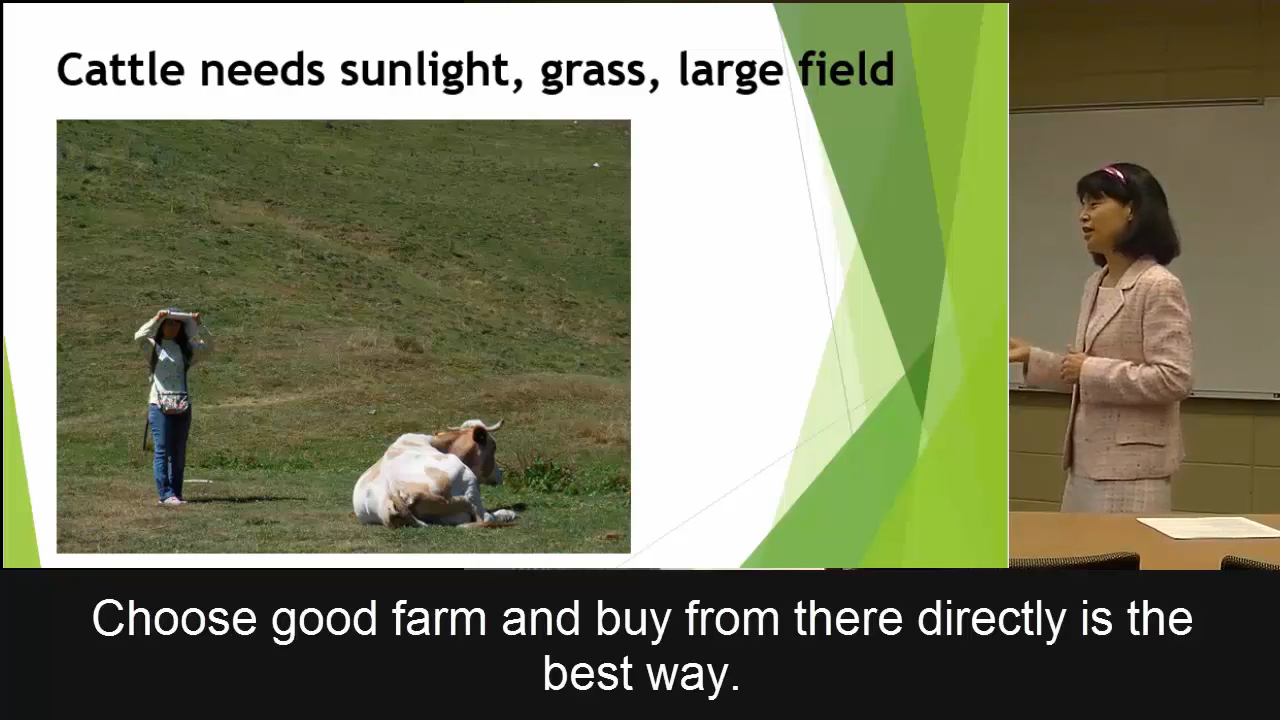 Cattle needs sunlight, grass, large field
Choose good farm and buy from there directly is the
best way.